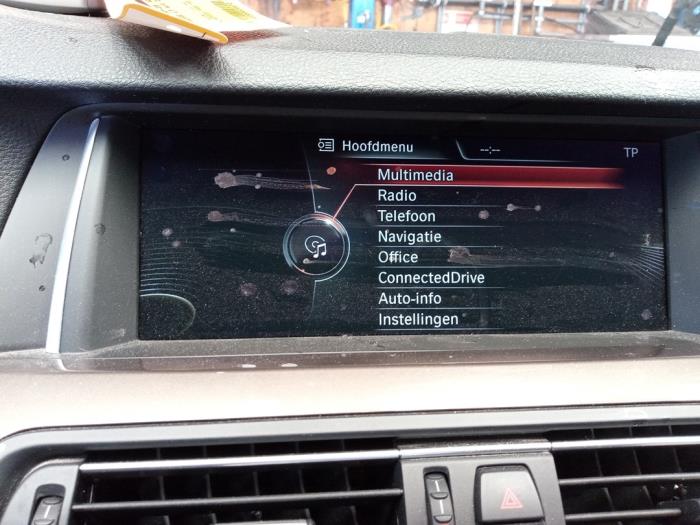 Hoofdmenu
--:--
TP
Multimedia
Radio
Telefoon
Navigatie
Office
ConnectedDrive
Auto-info
Instellingen